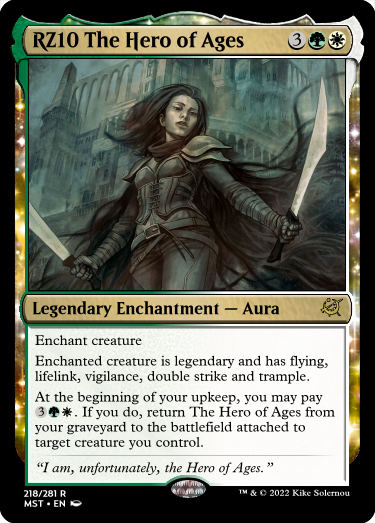 RZ10 The Hero of Ages 3
Legendary Enchantment — Aura
Enchant creature
Enchanted creature is legendary and has flying,
lifelink, vigilance, double strike and trample.
At the beginning of your upkeep, you may pay
3. If you do, return The Hero of Ages from
your graveyard to the battlefield attached to
target creature you control.
“I am, unfortunately, the Hero of Ages.”
218/281 R
MST • EN
™ & © 2022 Kike Solernou